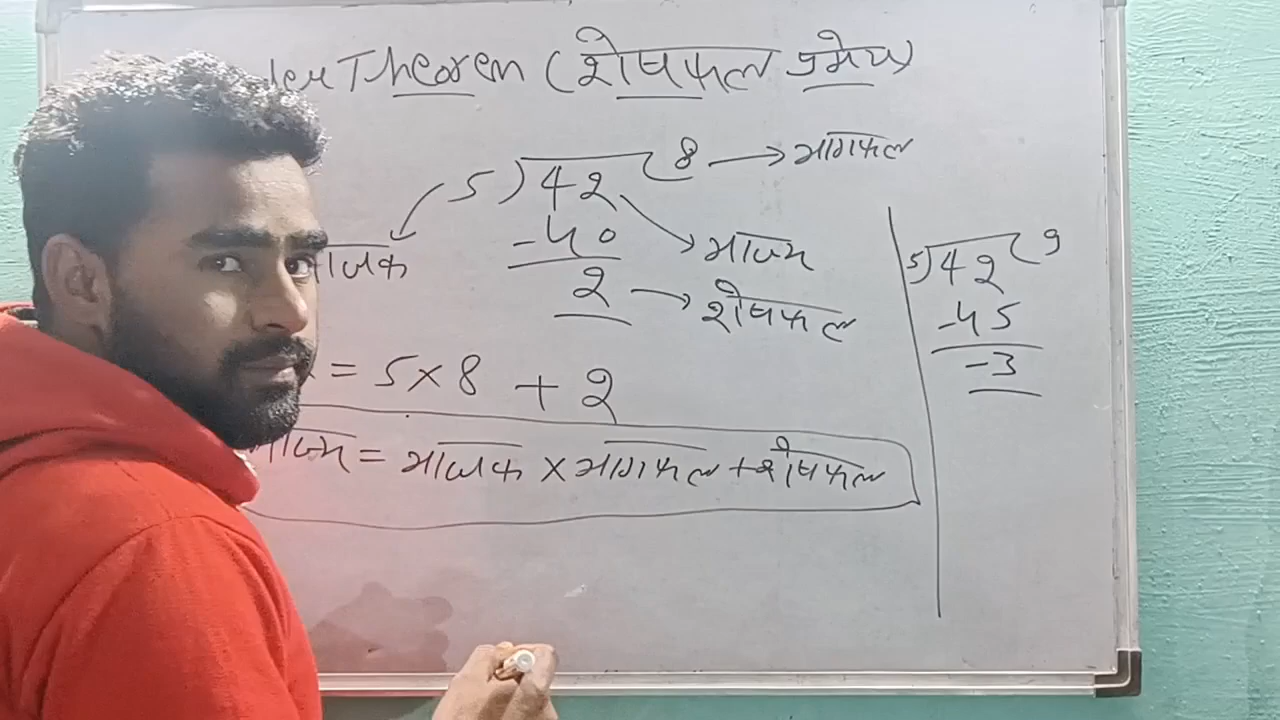 der Theorem (शेषफल प्रमेय)
5 ) 42 ( 8 → भागफल
- 40
भाज्य
भाजक
2 → शेषफल
= 5 × 8 + 2
भाज्य = भाजक × भागफल + शेषफल
5 ) 42 ( 9
- 45
- 3